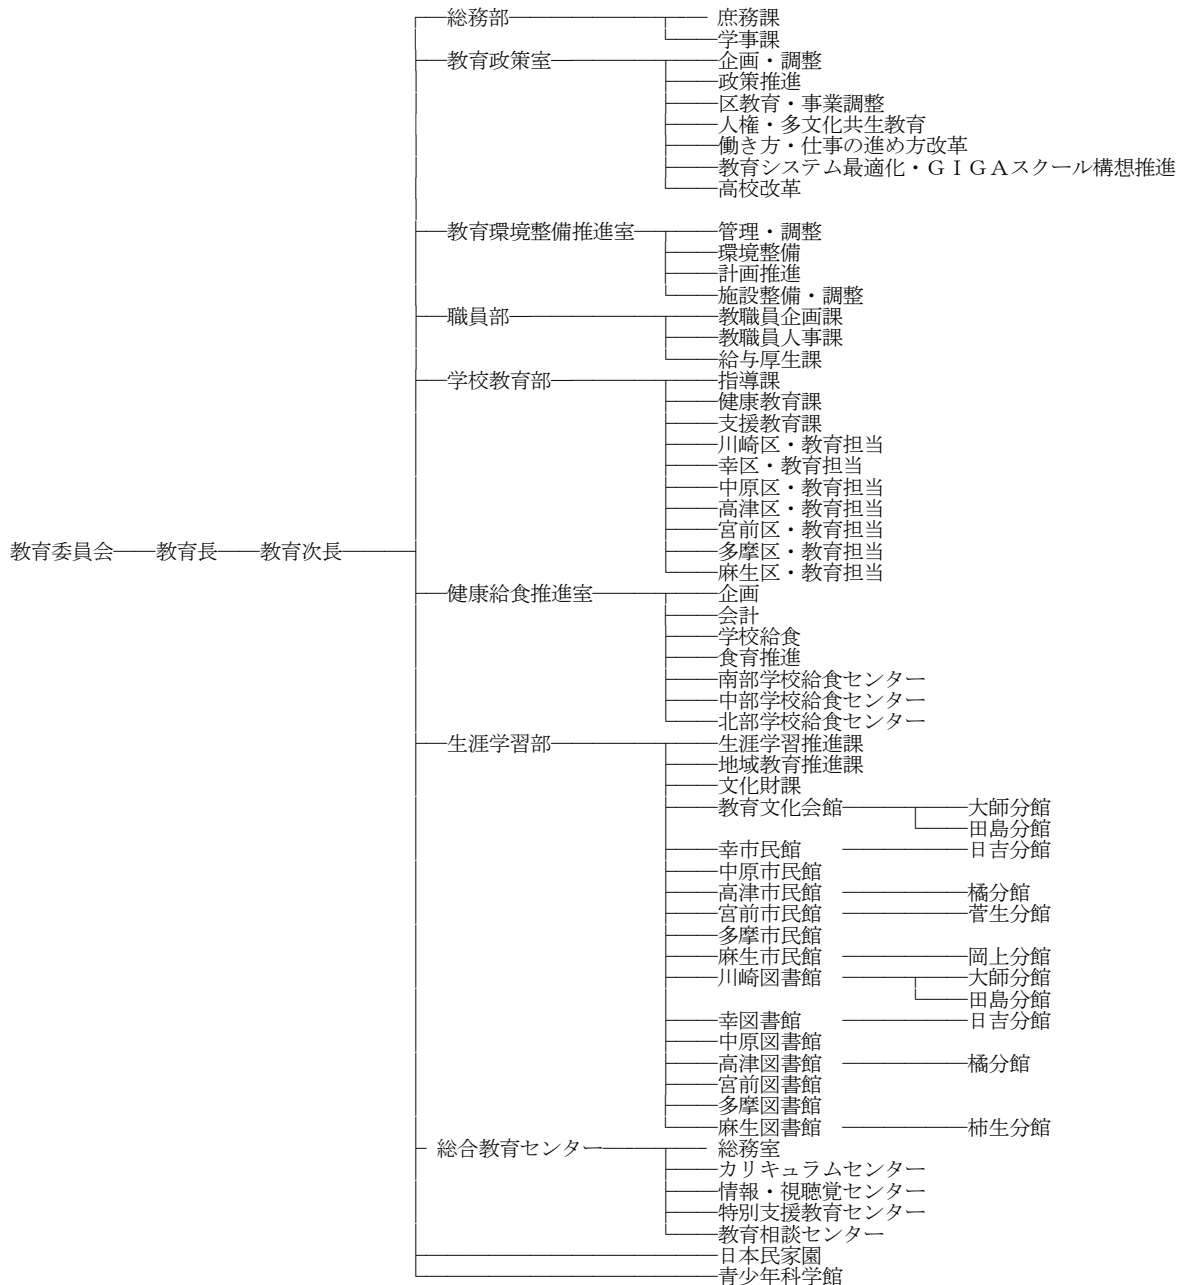 総務部 庶務課
学事課
教育政策室 企画・調整
政策推進
区教育・事業調整
人権・多文化共生教育
働き方・仕事の進め方改革
教育システム最適化・ＧＩＧＡスクール構想推進
高校改革
教育環境整備推進室 管理・調整
環境整備
計画推進
施設整備・調整
職員部 教職員企画課
教職員人事課
給与厚生課
学校教育部 指導課
健康教育課
支援教育課
川崎区・教育担当
幸区・教育担当
中原区・教育担当
高津区・教育担当
宮前区・教育担当
教育委員会 教育長 教育次長 多摩区・教育担当
麻生区・教育担当
健康給食推進室 企画
会計
学校給食
食育推進
南部学校給食センター
中部学校給食センター
北部学校給食センター
生涯学習部 生涯学習推進課
地域教育推進課
文化財課
教育文化会館 大師分館
田島分館
幸市民館 日吉分館
中原市民館
高津市民館 橘分館
宮前市民館 菅生分館
多摩市民館
麻生市民館 岡上分館
川崎図書館 大師分館
田島分館
幸図書館 日吉分館
中原図書館
高津図書館 橘分館
宮前図書館
多摩図書館
麻生図書館 柿生分館
総合教育センター 総務室
カリキュラムセンター
情報・視聴覚センター
特別支援教育センター
教育相談センター
日本民家園
青少年科学館